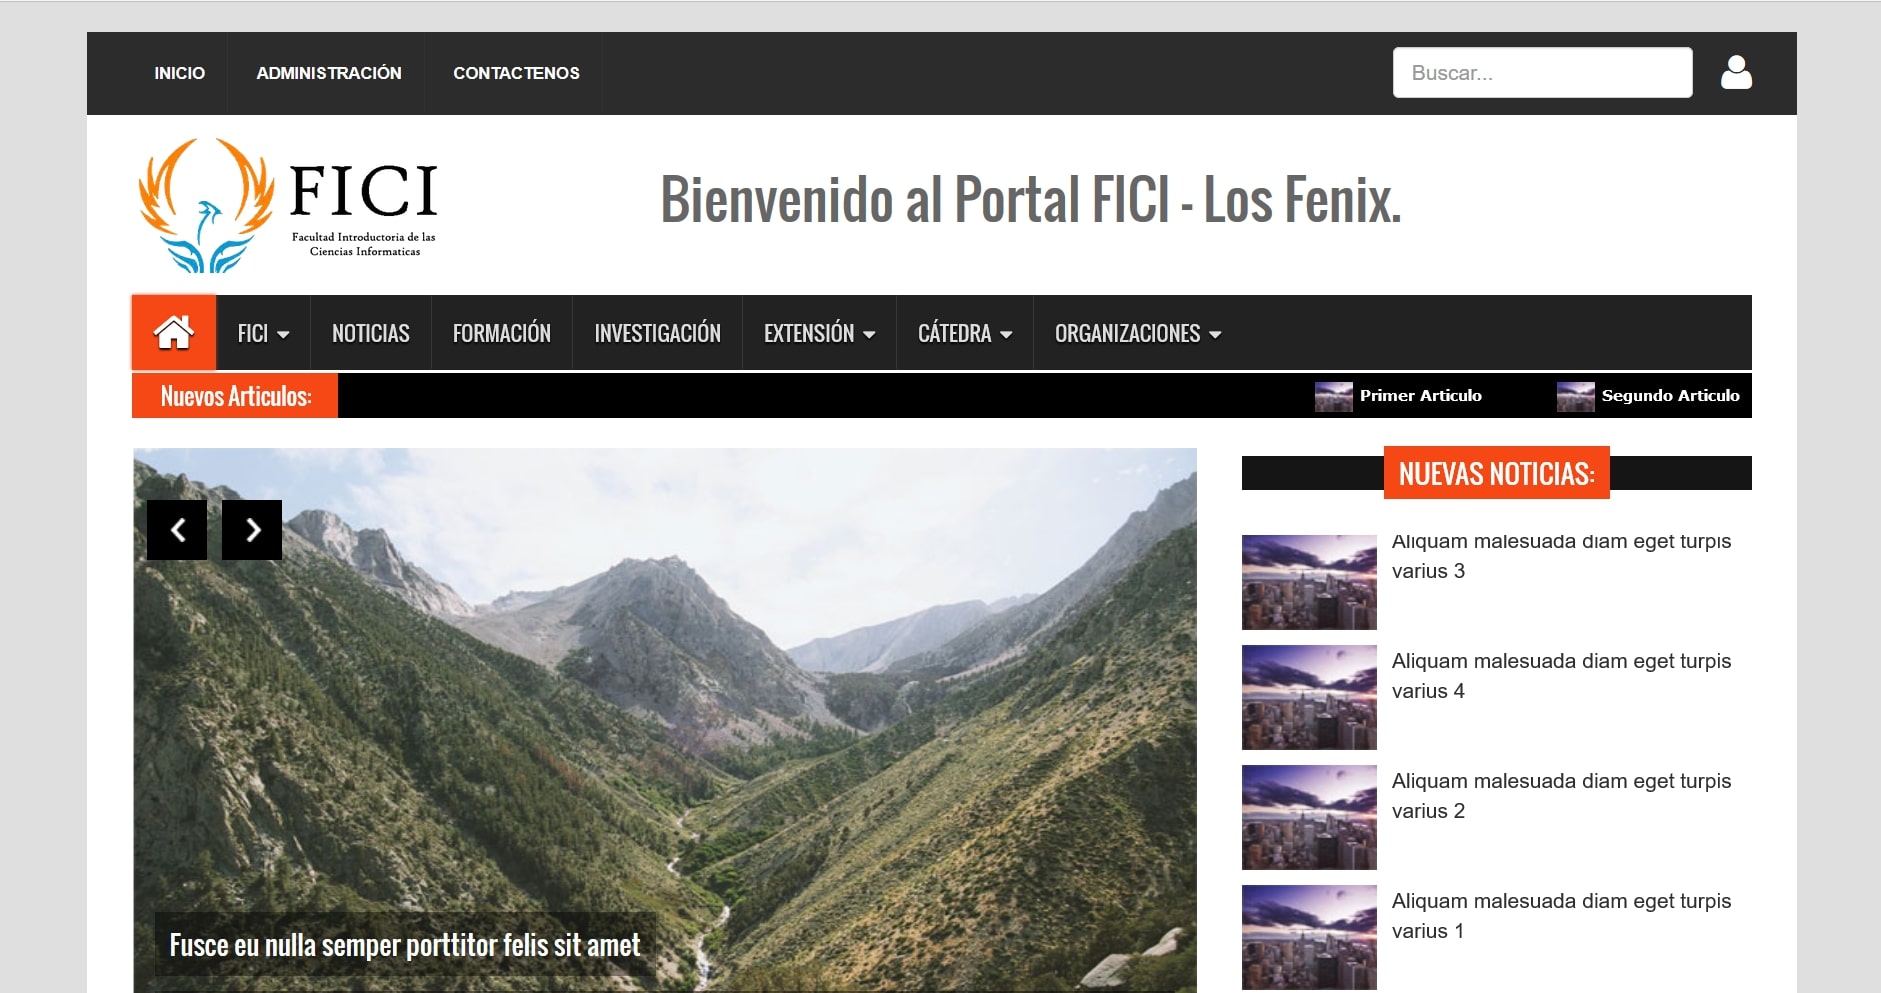 INICIO
ADMINISTRACIÓN
CONTACTENOS
Buscar...
FICI
Facultad Introductoria de las
Ciencias Informaticas
Bienvenido al Portal FICI - Los Fenix.
FICI
NOTICIAS
FORMACIÓN
INVESTIGACIÓN
EXTENSIÓN
CÁTEDRA
ORGANIZACIONES
Nuevos Articulos:
Primer Articulo
Segundo Articulo
Fusce eu nulla semper porttitor felis sit amet
NUEVAS NOTICIAS:
Aliquam malesuada diam eget turpis
varius 3
Aliquam malesuada diam eget turpis
varius 4
Aliquam malesuada diam eget turpis
varius 2
Aliquam malesuada diam eget turpis
varius 1